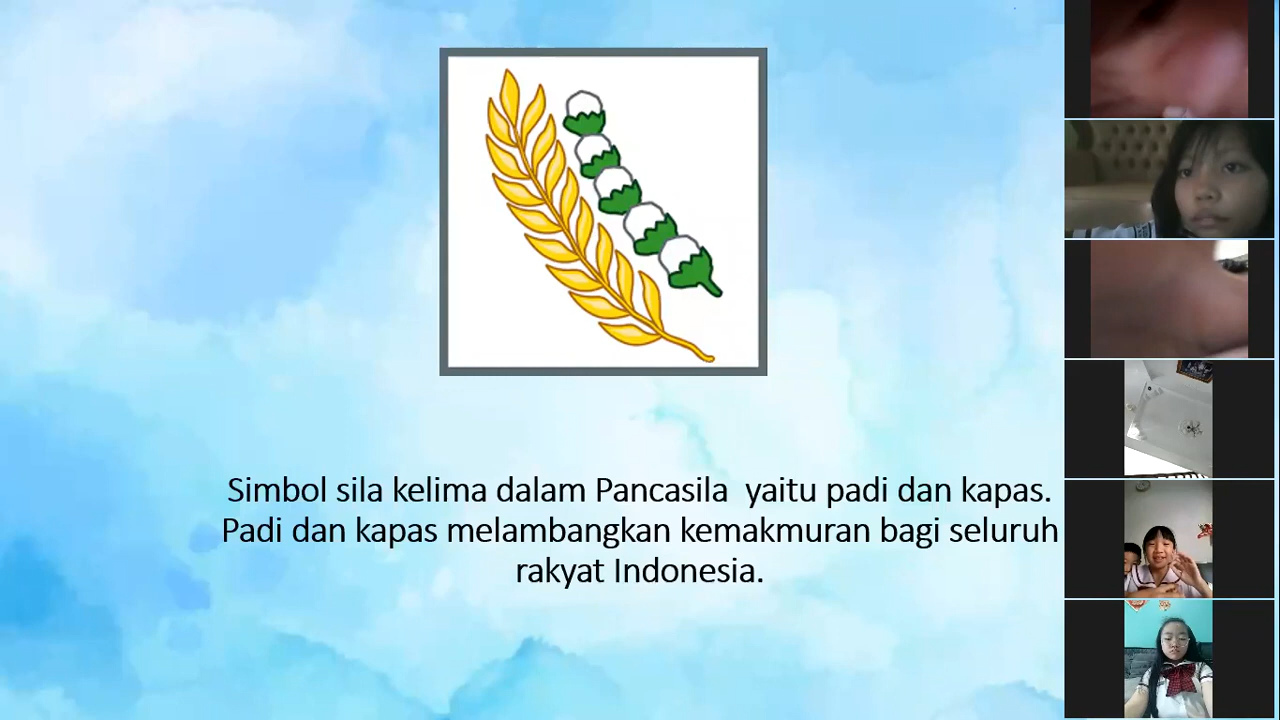 Simbol sila kelima dalam Pancasila yaitu padi dan kapas.
Padi dan kapas melambangkan kemakmuran bagi seluruh
rakyat Indonesia.